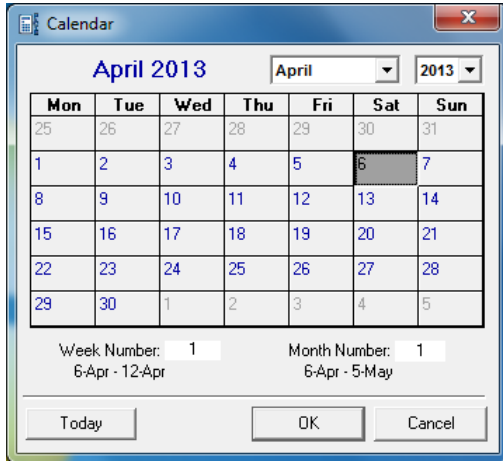 Calendar
April 2013 April 2013
Mon Tue Wed Thu Fri Sat Sun
25 26 27 28 29 30 31
1 2 3 4 5 6 7
8 9 10 11 12 13 14
15 16 17 18 19 20 21
22 23 24 25 26 27 28
29 30 1 2 3 4 5
Week Number: 1 Month Number: 1
6-Apr - 12-Apr 6-Apr - 5-May
Today OK Cancel